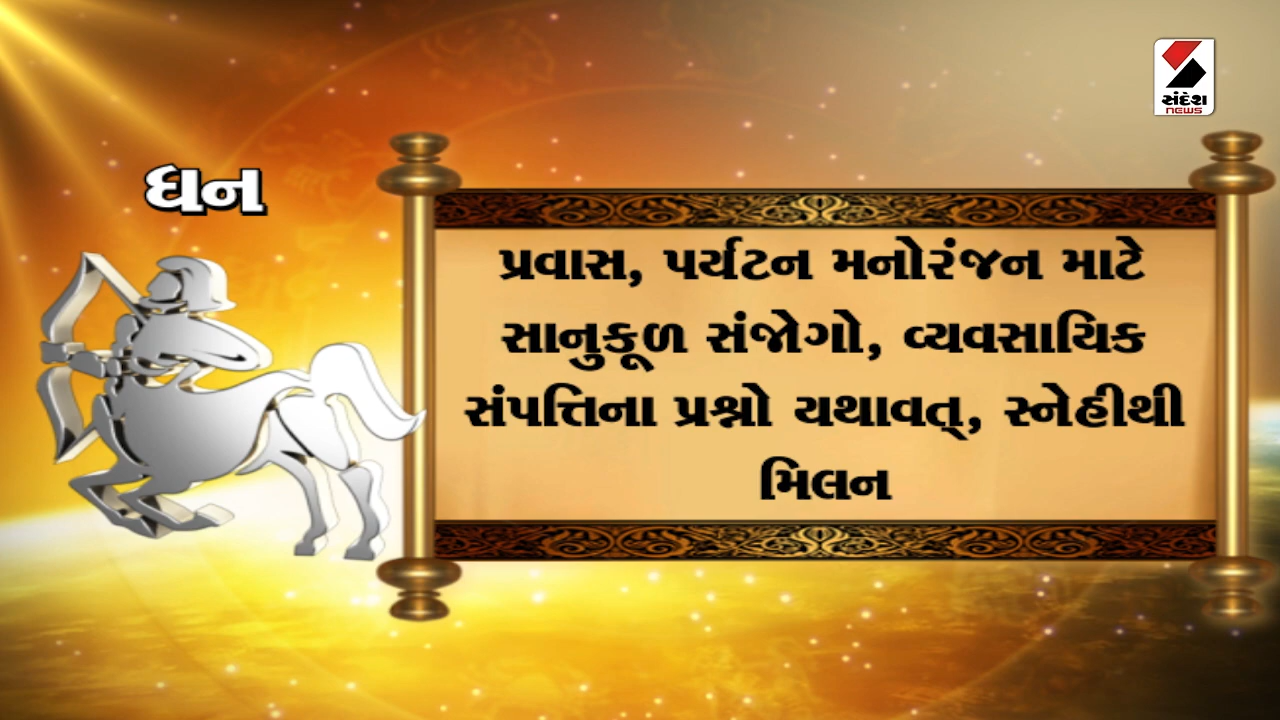 સંદેશ
NEWS
ધન
પ્રવાસ, પર્યટન મનોરંજન માટે
સાનુકૂળ સંજોગો, વ્યવસાયિક
સંપત્તિના પ્રશ્નો યથાવત્, સ્નેહીથી
મિલન